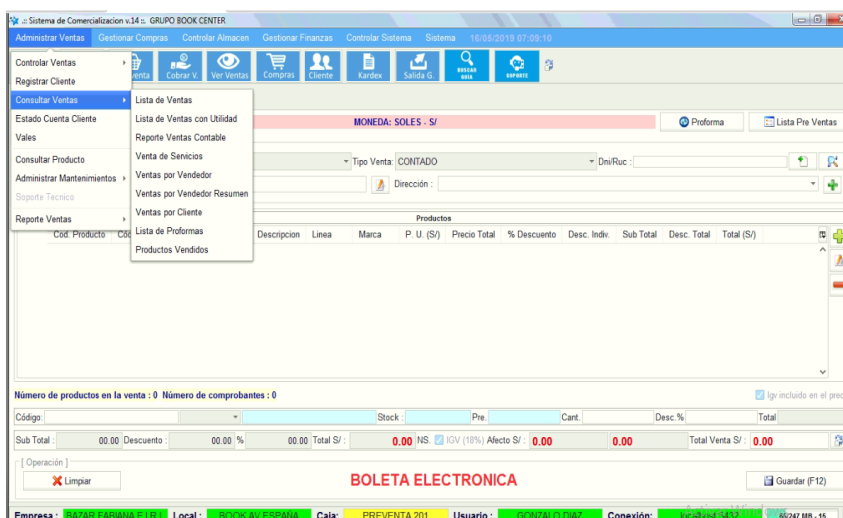 .:: Sistema de Comercializacion v.14 ::. GRUPO BOOK CENTER
Administrar Ventas Gestionar Compras Controlar Almacen Gestionar Finanzas Controlar Sistema Sistema 16/05/2019 07:09:10
Cobrar V. Ver Ventas Compras Cliente Kardex Salida G. BUSCAR GUÍA SOPORTE
Controlar Ventas
Registrar Cliente
Consultar Ventas
Estado Cuenta Cliente
Vales
Consultar Producto
Administrar Mantenimientos
Soporte Tecnico
Reporte Ventas
Lista de Ventas
Lista de Ventas con Utilidad
Reporte Ventas Contable
Venta de Servicios
Ventas por Vendedor
Ventas por Vendedor Resumen
Ventas por Cliente
Lista de Proformas
Productos Vendidos
MONEDA: SOLES - S/ Proforma Lista Pre Ventas
Tipo Venta: CONTADO Dni/Ruc :
Dirección :
Productos
Cod. Producto Descripcion Linea Marca P. U. (S/) Precio Total % Descuento Desc. Indiv. Sub Total Desc. Total Total (S/)
Número de productos en la venta : 0 Número de comprobantes : 0 Igv incluido en el prec
Código: Stock : Pre. Cant. Desc.% Total
Sub Total : 00.00 Descuento : 00.00 % 00.00 Total S/ : 0.00 NS. IGV (18%) Afecto S/ : 0.00 0.00 Total Venta S/ : 0.00
[ Operación ]
Limpiar BOLETA ELECTRONICA Guardar (F12)
Empresa : BAZAR FABIANA E.I.R.L Local : BOOK AV ESPAÑA Caja: PREVENTA 201 Usuario : GONZALO DIAZ Conexión: localhost:5432 65/247 MB - 15